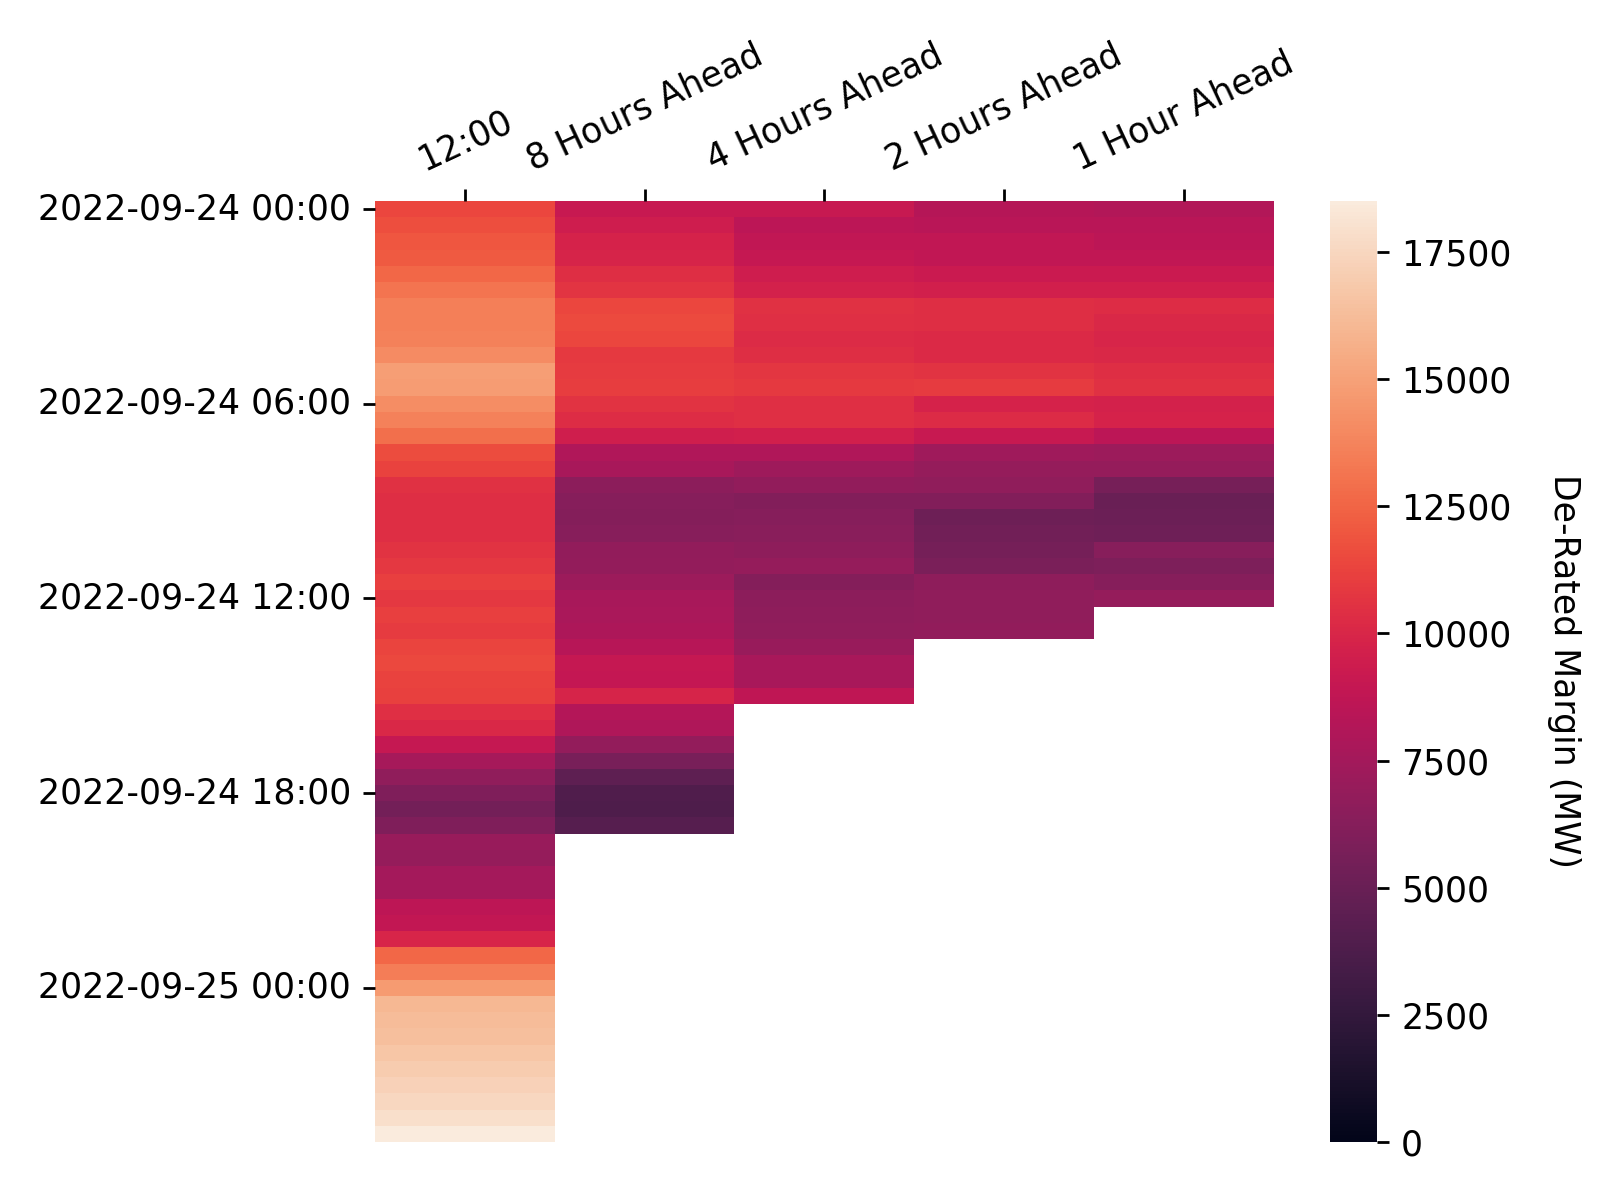 12:00
8 Hours Ahead
4 Hours Ahead
2 Hours Ahead
1 Hour Ahead
2022-09-24 00:00
2022-09-24 06:00
2022-09-24 12:00
2022-09-24 18:00
2022-09-25 00:00
17500
15000
12500
10000
7500
5000
2500
0
De-Rated Margin (MW)